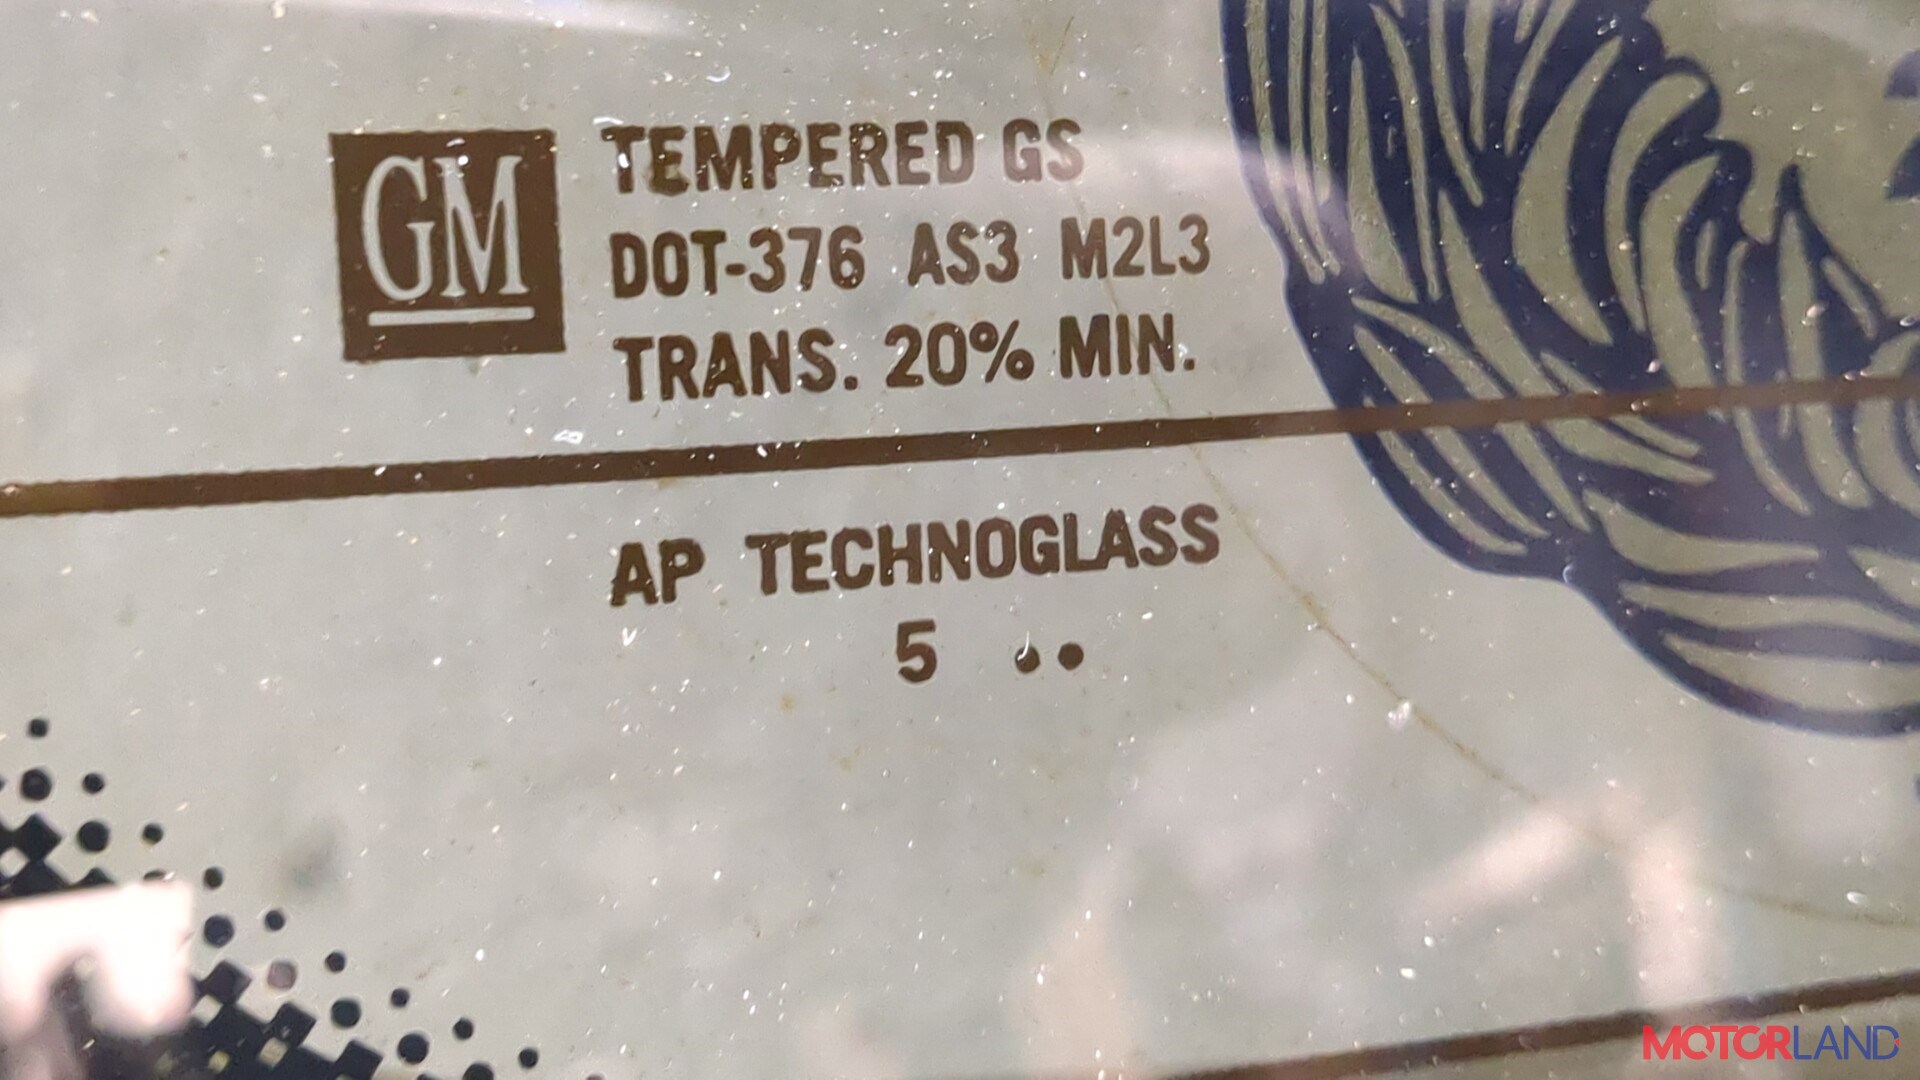 GM
TEMPERED GS
DOT-376 AS3 M2L3
TRANS. 20% MIN.
AP TECHNOGLASS
5 ••
MOTORLAND